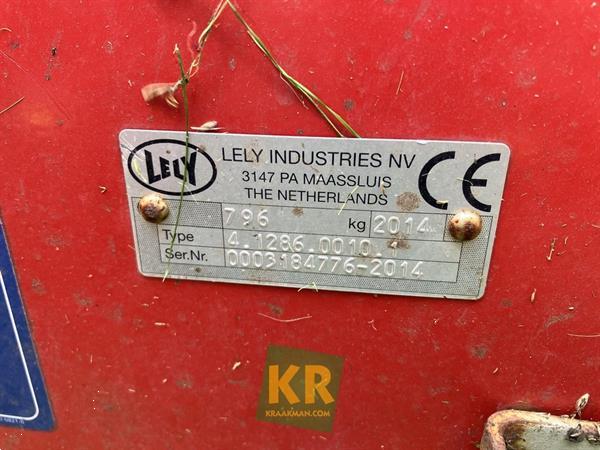 LELY
LELY INDUSTRIES NV
3147 PA MAASSLUIS
THE NETHERLANDS
CE
796 kg 2014
Type 4.1286.0010.1
Ser.Nr. 0003184776-2014
KR
KRAAKMAN.COM